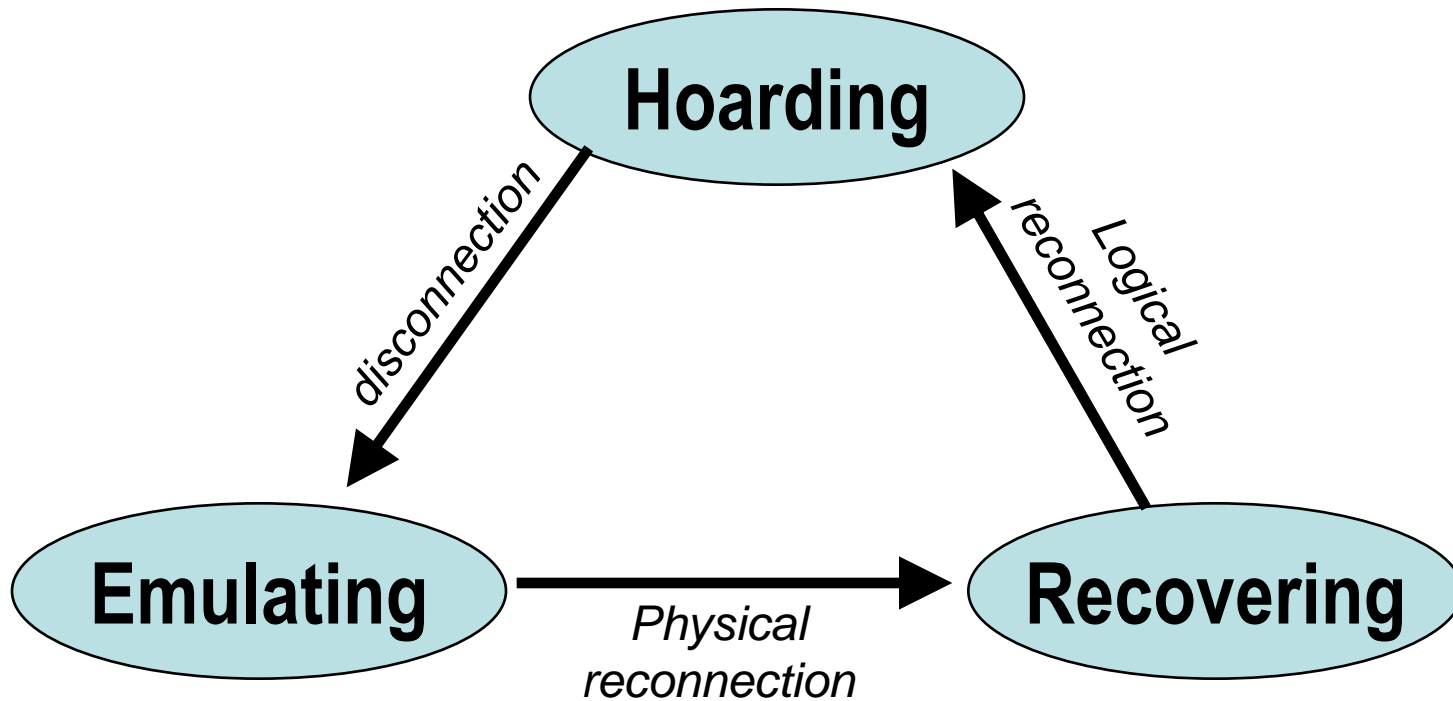 Hoarding
disconnection
Logical
reconnection
Emulating
Physical
reconnection
Recovering